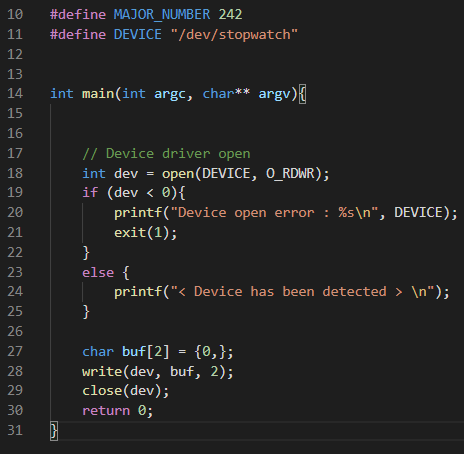 10 #define MAJOR_NUMBER 242
11 #define DEVICE "/dev/stopwatch"
12
13
14 int main(int argc, char** argv){
15
16
17     // Device driver open
18     int dev = open(DEVICE, O_RDWR);
19     if (dev < 0){
20         printf("Device open error : %s\n", DEVICE);
21         exit(1);
22     }
23     else {
24         printf("< Device has been detected > \n");
25     }
26
27     char buf[2] = {0,};
28     write(dev, buf, 2);
29     close(dev);
30     return 0;
31 }